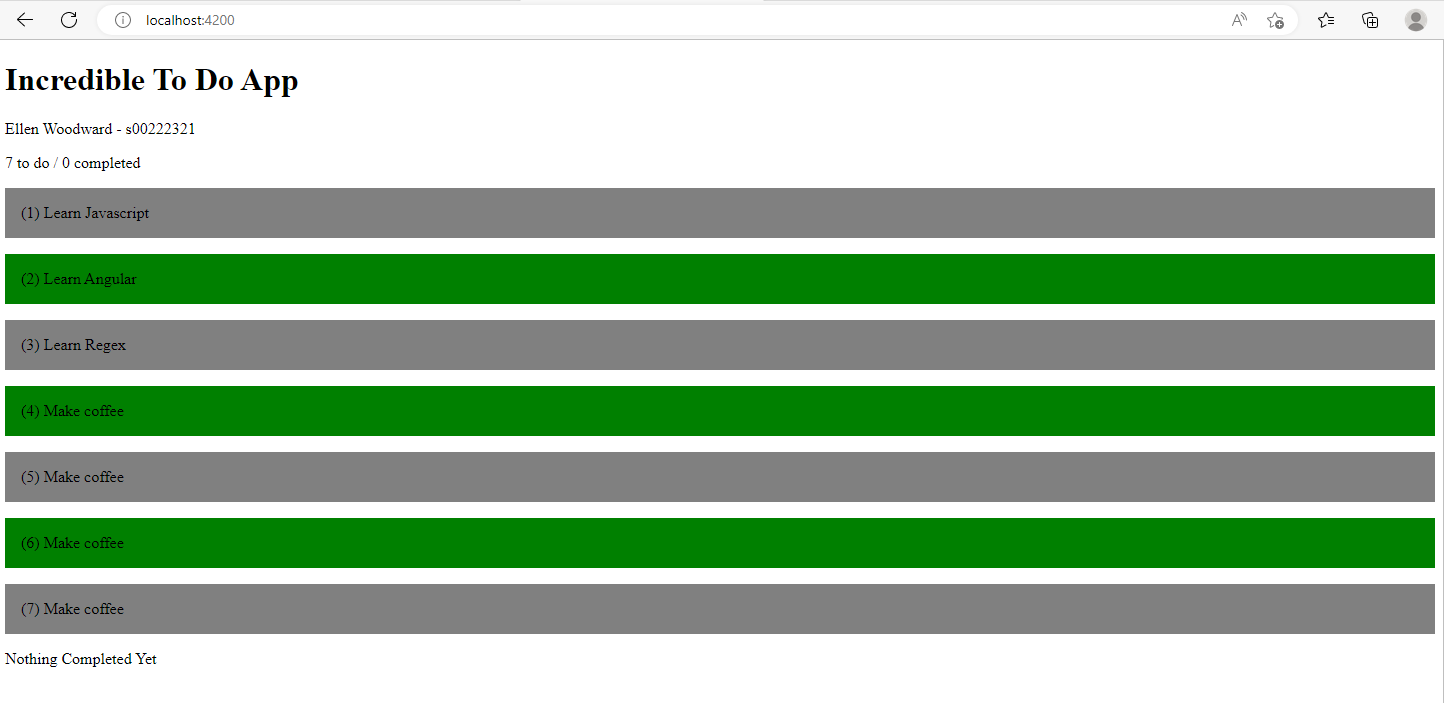 localhost:4200
Incredible To Do App
Ellen Woodward - s00222321
7 to do / 0 completed
(1) Learn Javascript
(2) Learn Angular
(3) Learn Regex
(4) Make coffee
(5) Make coffee
(6) Make coffee
(7) Make coffee
Nothing Completed Yet